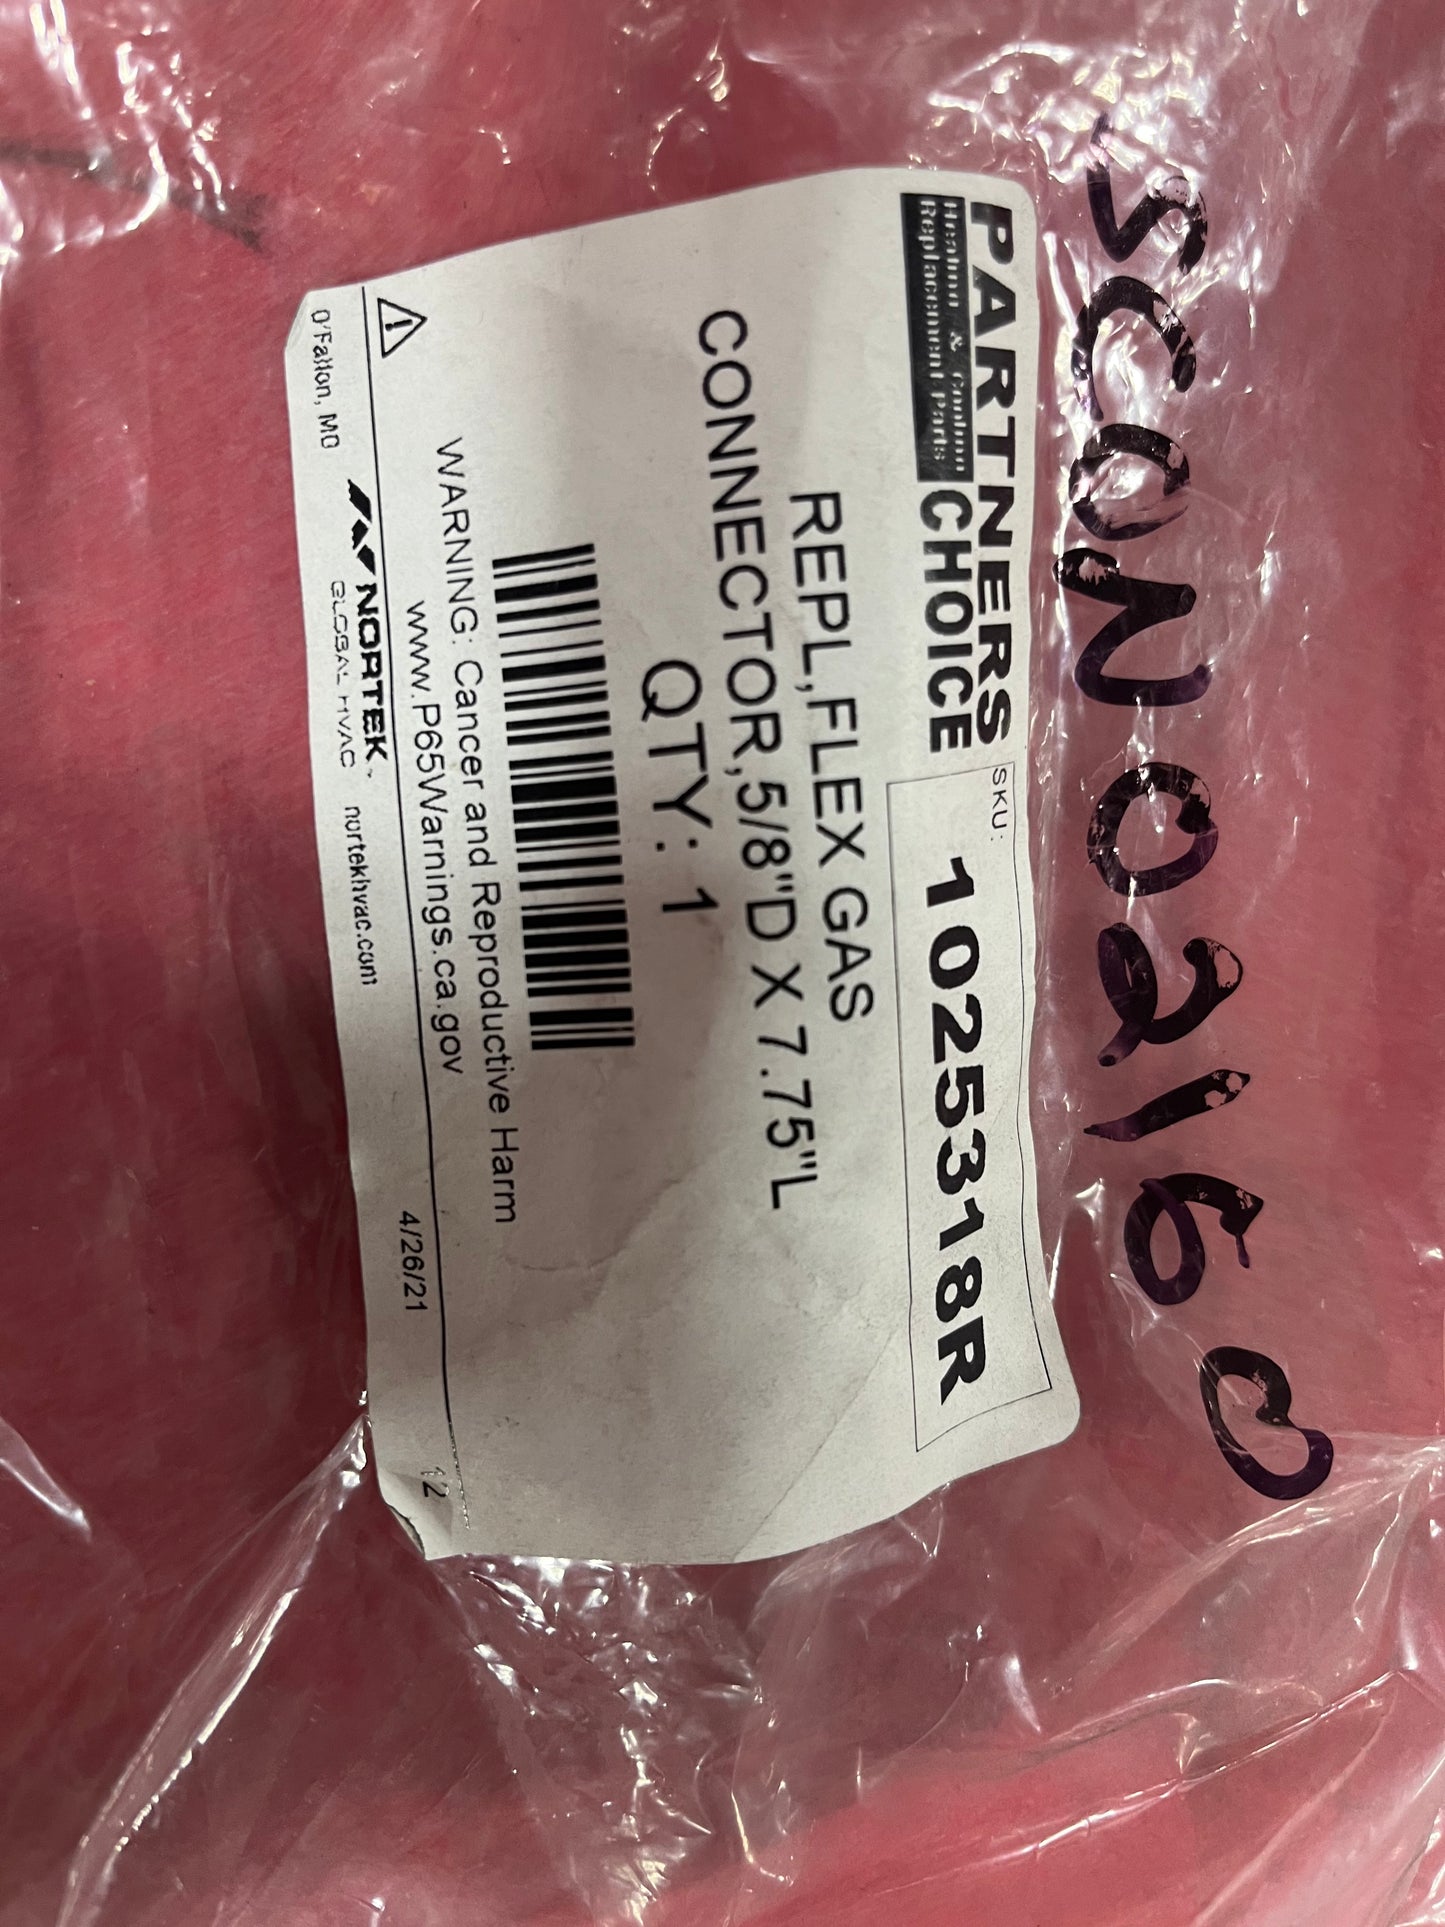 SCON02160
PARTNERS
Heating & Cooling
Replacement Parts
CHOICE
SKU:
1025318R
REPL,FLEX GAS
CONNECTOR,5/8"D X 7.75"L
QTY: 1
WARNING: Cancer and Reproductive Harm
www.P65Warnings.ca.gov
4/26/21
12
O'Fallon, MO
NORTEK
GLOBAL HVAC
nortekhvac.com